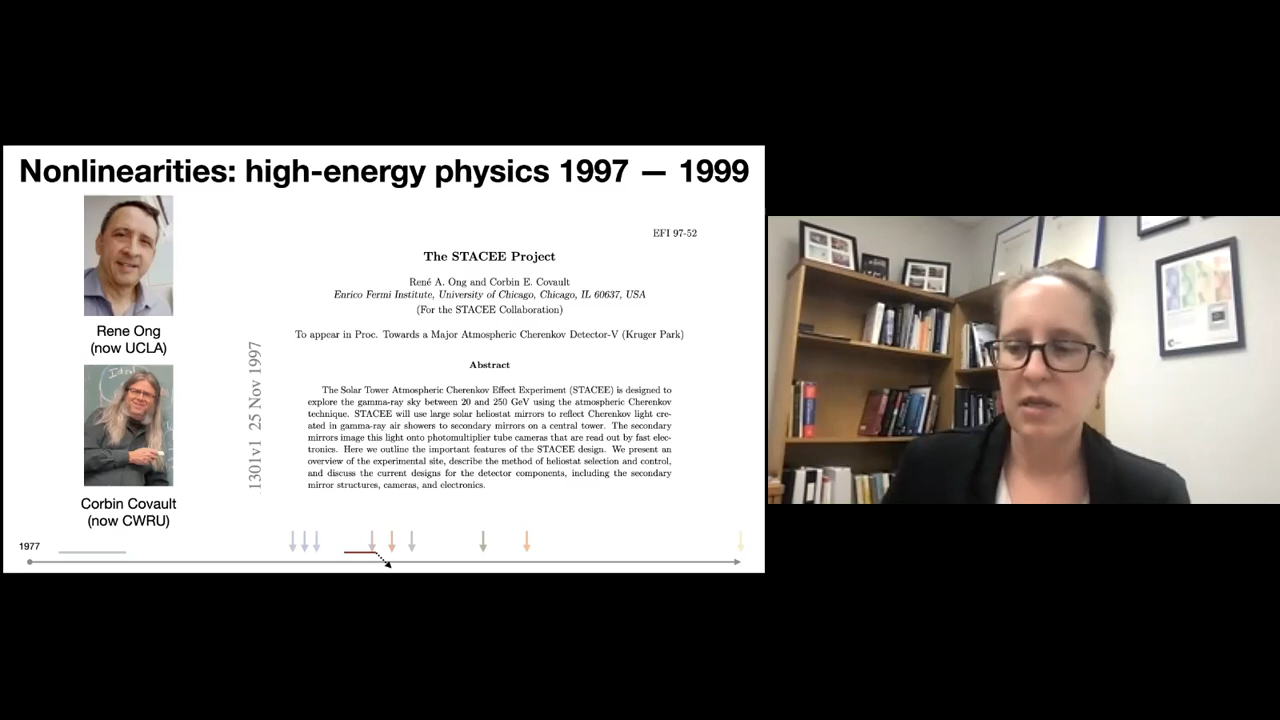 Nonlinearities: high-energy physics 1997 — 1999
Rene Ong
(now UCLA)
Corbin Covault
(now CWRU)
1301v1 25 Nov 1997
EFI 97-52
The STACEE Project
René A. Ong and Corbin E. Covault
Enrico Fermi Institute, University of Chicago, Chicago, IL 60637, USA
(For the STACEE Collaboration)
To appear in Proc. Towards a Major Atmospheric Cherenkov Detector-V (Kruger Park)
Abstract
The Solar Tower Atmospheric Cherenkov Effect Experiment (STACEE) is designed to
explore the gamma-ray sky between 20 and 250 GeV using the atmospheric Cherenkov
technique. STACEE will use large solar heliostat mirrors to reflect Cherenkov light cre-
ated in gamma-ray air showers to secondary mirrors on a central tower. The secondary
mirrors image this light onto photomultiplier tube cameras that are read out by fast elec-
tronics. Here we outline the important features of the STACEE design. We present an
overview of the experimental site, describe the method of heliostat selection and control,
and discuss the current designs for the detector components, including the secondary
mirror structures, cameras, and electronics.
1977